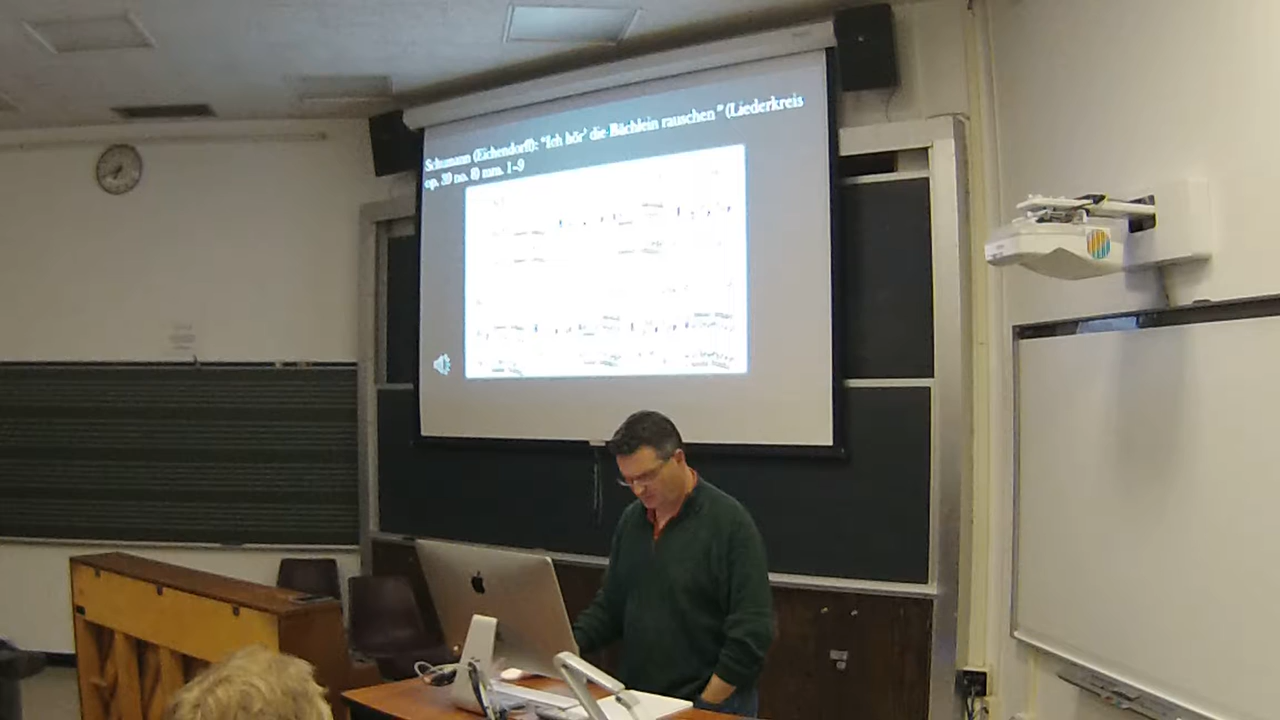 Schumann (Eichendorff): "Ich hör' die Bächlein rauschen" (Liederkreis
op. 39 no. 8) mm. 1-9